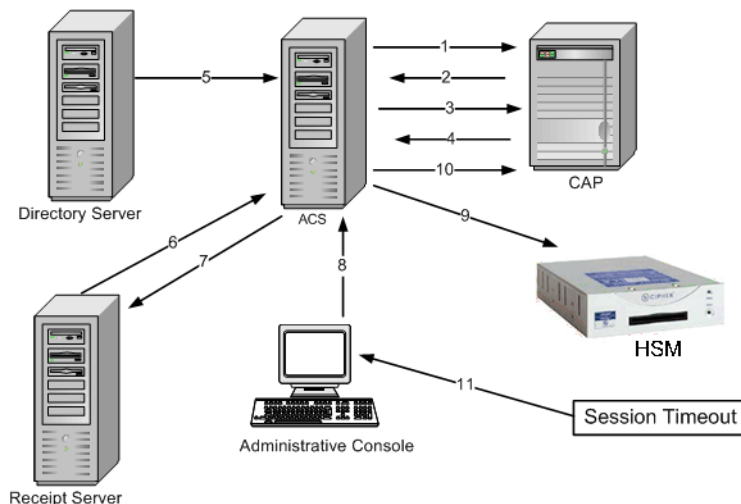 1
2
5
3
4
10
Directory Server
ACS
CAP
6
9
7
8
NCIPHER
HSM
11
Session Timeout
Administrative Console
Receipt Server